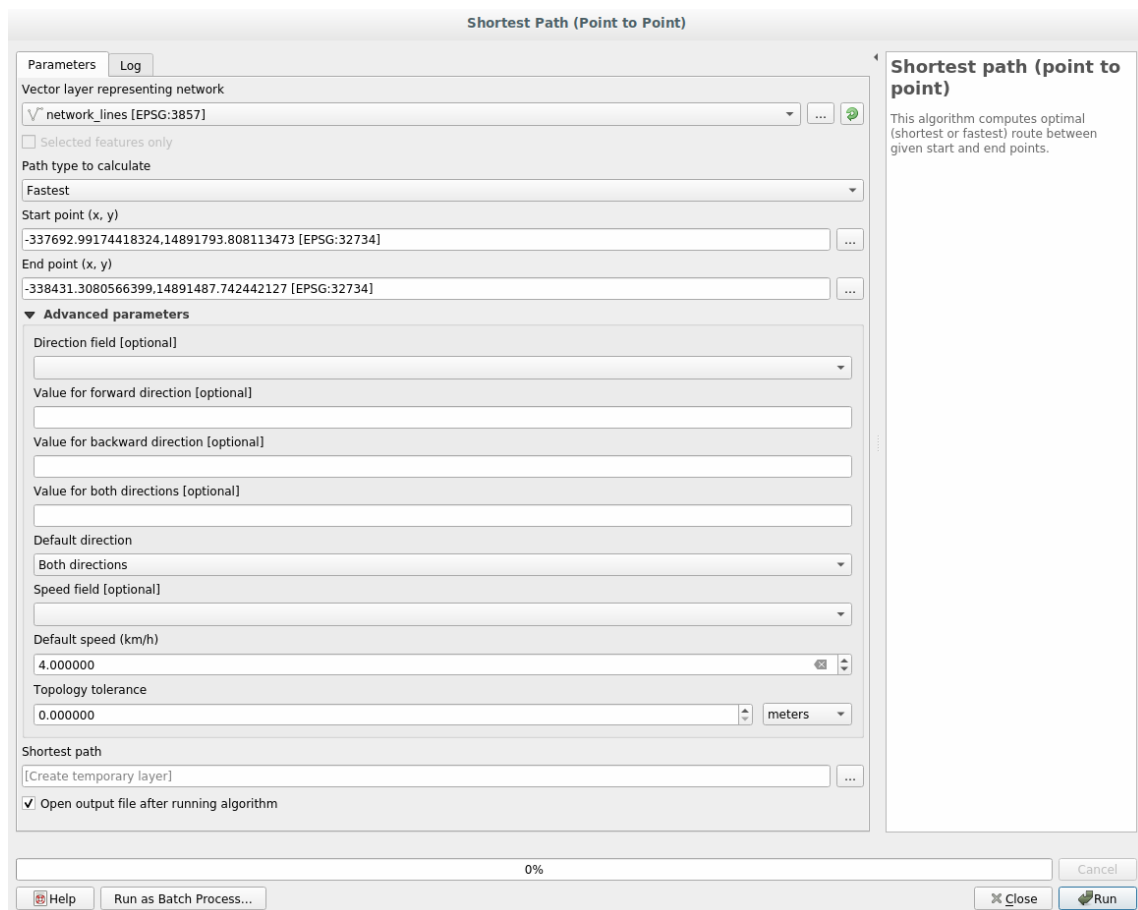 Shortest Path (Point to Point)
Parameters
Log
Vector layer representing network
network_lines [EPSG:3857]
...
Selected features only
Path type to calculate
Fastest
Start point (x, y)
-337692.99174418324,14891793.808113473 [EPSG:32734]
...
End point (x, y)
-338431.3080566399,14891487.742442127 [EPSG:32734]
...
Advanced parameters
Direction field [optional]
Value for forward direction [optional]
Value for backward direction [optional]
Value for both directions [optional]
Default direction
Both directions
Speed field [optional]
Default speed (km/h)
4.000000
Topology tolerance
0.000000
meters
Shortest path
[Create temporary layer]
...
Open output file after running algorithm
Shortest path (point to
point)
This algorithm computes optimal
(shortest or fastest) route between
given start and end points.
0%
Cancel
Help
Run as Batch Process...
Close
Run